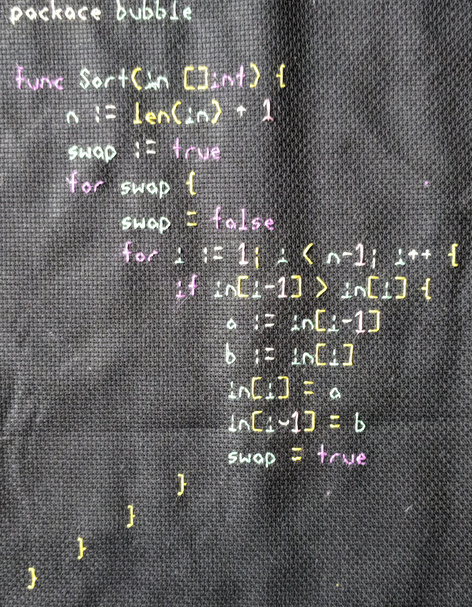 package bubble
func Sort(in []int) {
n := len(in) + 1
swap := true
for swap {
swap = false
for i := 1; i < n-1; i++ {
if in[i-1] > in[i] {
a := in[i-1]
b := in[i]
in[i] = a
in[i-1] = b
swap = true
}
}
}
}